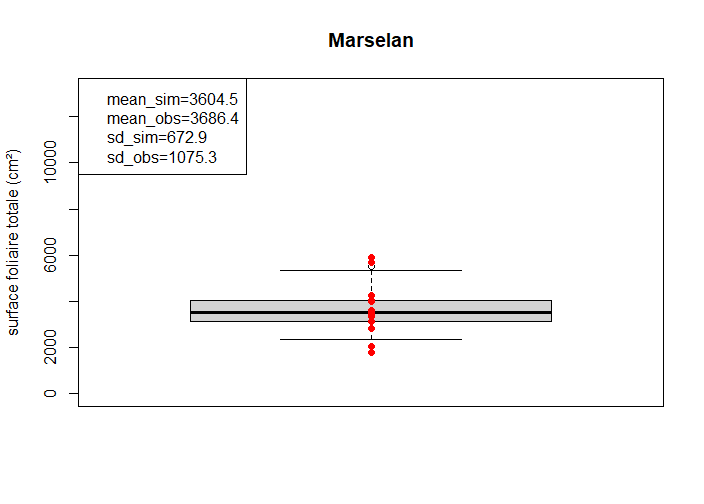 Marselan
mean_sim=3604.5
mean_obs=3686.4
sd_sim=672.9
sd_obs=1075.3
surface foliaire totale (cm²)
10000
6000
2000
0